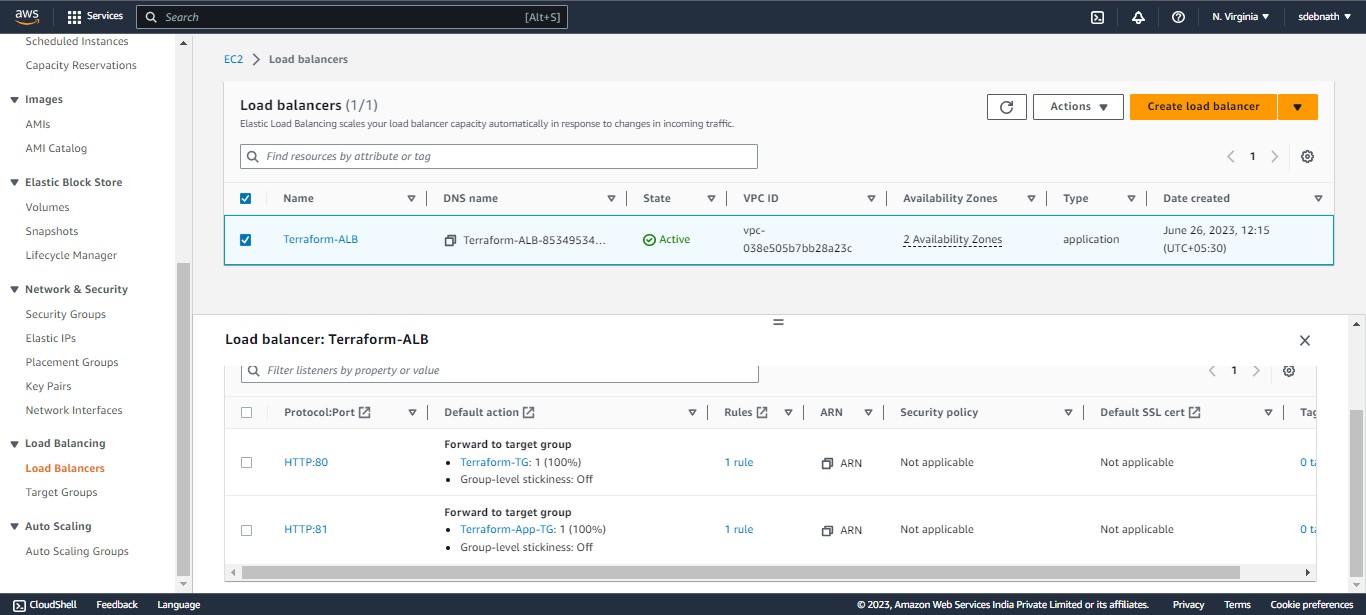 aws
Services
Search
[Alt+S]
N. Virginia
sdebnath
Scheduled Instances
Capacity Reservations
Images
AMIs
AMI Catalog
Elastic Block Store
Volumes
Snapshots
Lifecycle Manager
Network & Security
Security Groups
Elastic IPs
Placement Groups
Key Pairs
Network Interfaces
Load Balancing
Load Balancers
Target Groups
Auto Scaling
Auto Scaling Groups
EC2 Load balancers
Load balancers (1/1)
Elastic Load Balancing scales your load balancer capacity automatically in response to changes in incoming traffic.
Actions
Create load balancer
Find resources by attribute or tag
1
Name DNS name State VPC ID Availability Zones Type Date created
Terraform-ALB Terraform-ALB-85349534... Active vpc-038e505b7bb28a23c 2 Availability Zones application June 26, 2023, 12:15 (UTC+05:30)
Load balancer: Terraform-ALB
Filter listeners by property or value
1
Protocol:Port Default action Rules ARN Security policy Default SSL cert Tag
Forward to target group
HTTP:80 Terraform-TG: 1 (100%) 1 rule ARN Not applicable Not applicable 0 ta
Group-level stickiness: Off
Forward to target group
HTTP:81 Terraform-App-TG: 1 (100%) 1 rule ARN Not applicable Not applicable 0 ta
Group-level stickiness: Off
CloudShell Feedback Language
© 2023, Amazon Web Services India Private Limited or its affiliates. Privacy Terms Cookie preferences